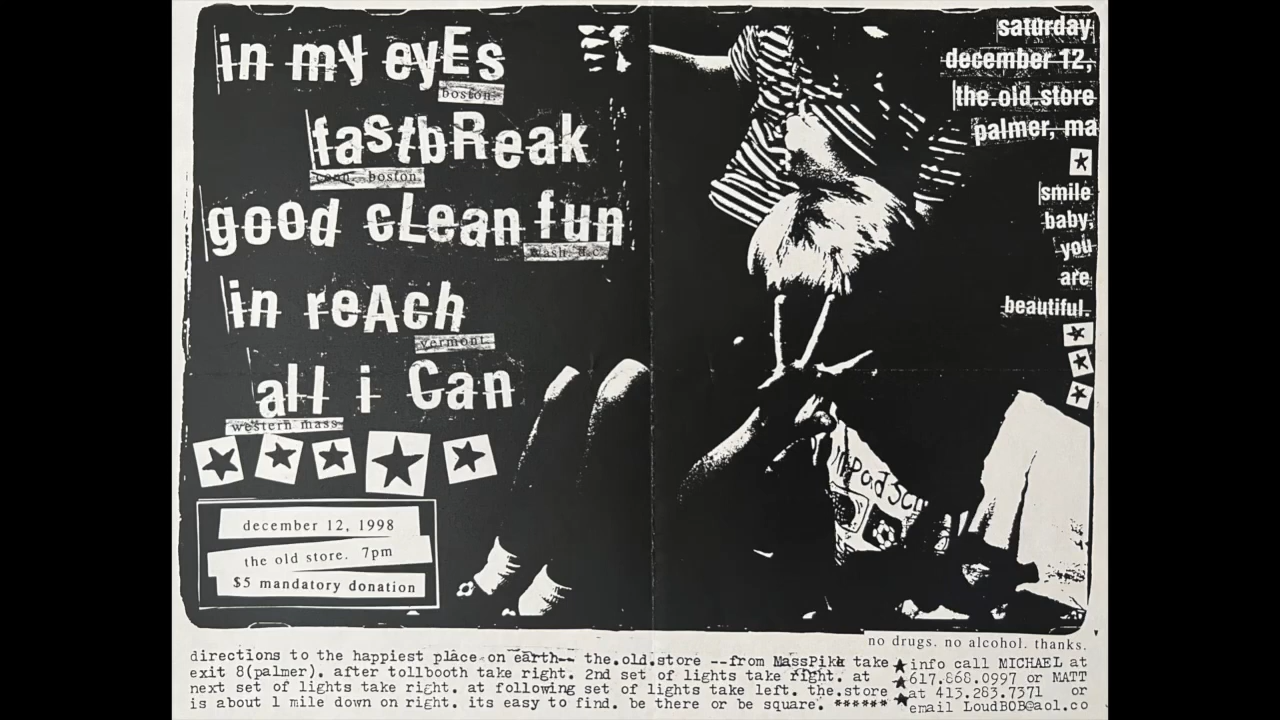 in my eyEs
boston.
fastbReak
conn. boston.
good cLean fun
wash. d.c.
in reAch
vermont.
all i Can
western mass
december 12, 1998
the old store. 7pm
$5 mandatory donation
saturday
december 12,
the.old.store
palmer, ma
smile
baby,
you
are
beautiful.
no drugs. no alcohol. thanks.
directions to the happiest place on earth-- the.old.store --from MassPike take
exit 8(palmer). after tollbooth take right. 2nd set of lights take right. at
next set of lights take right. at following set of lights take left. the.store
is about 1 mile down on right. its easy to find. be there or be square. ******
info call MICHAEL at
617.868.0997 or MATT
at 413.283.7371 or
email LoudBOB@aol.co